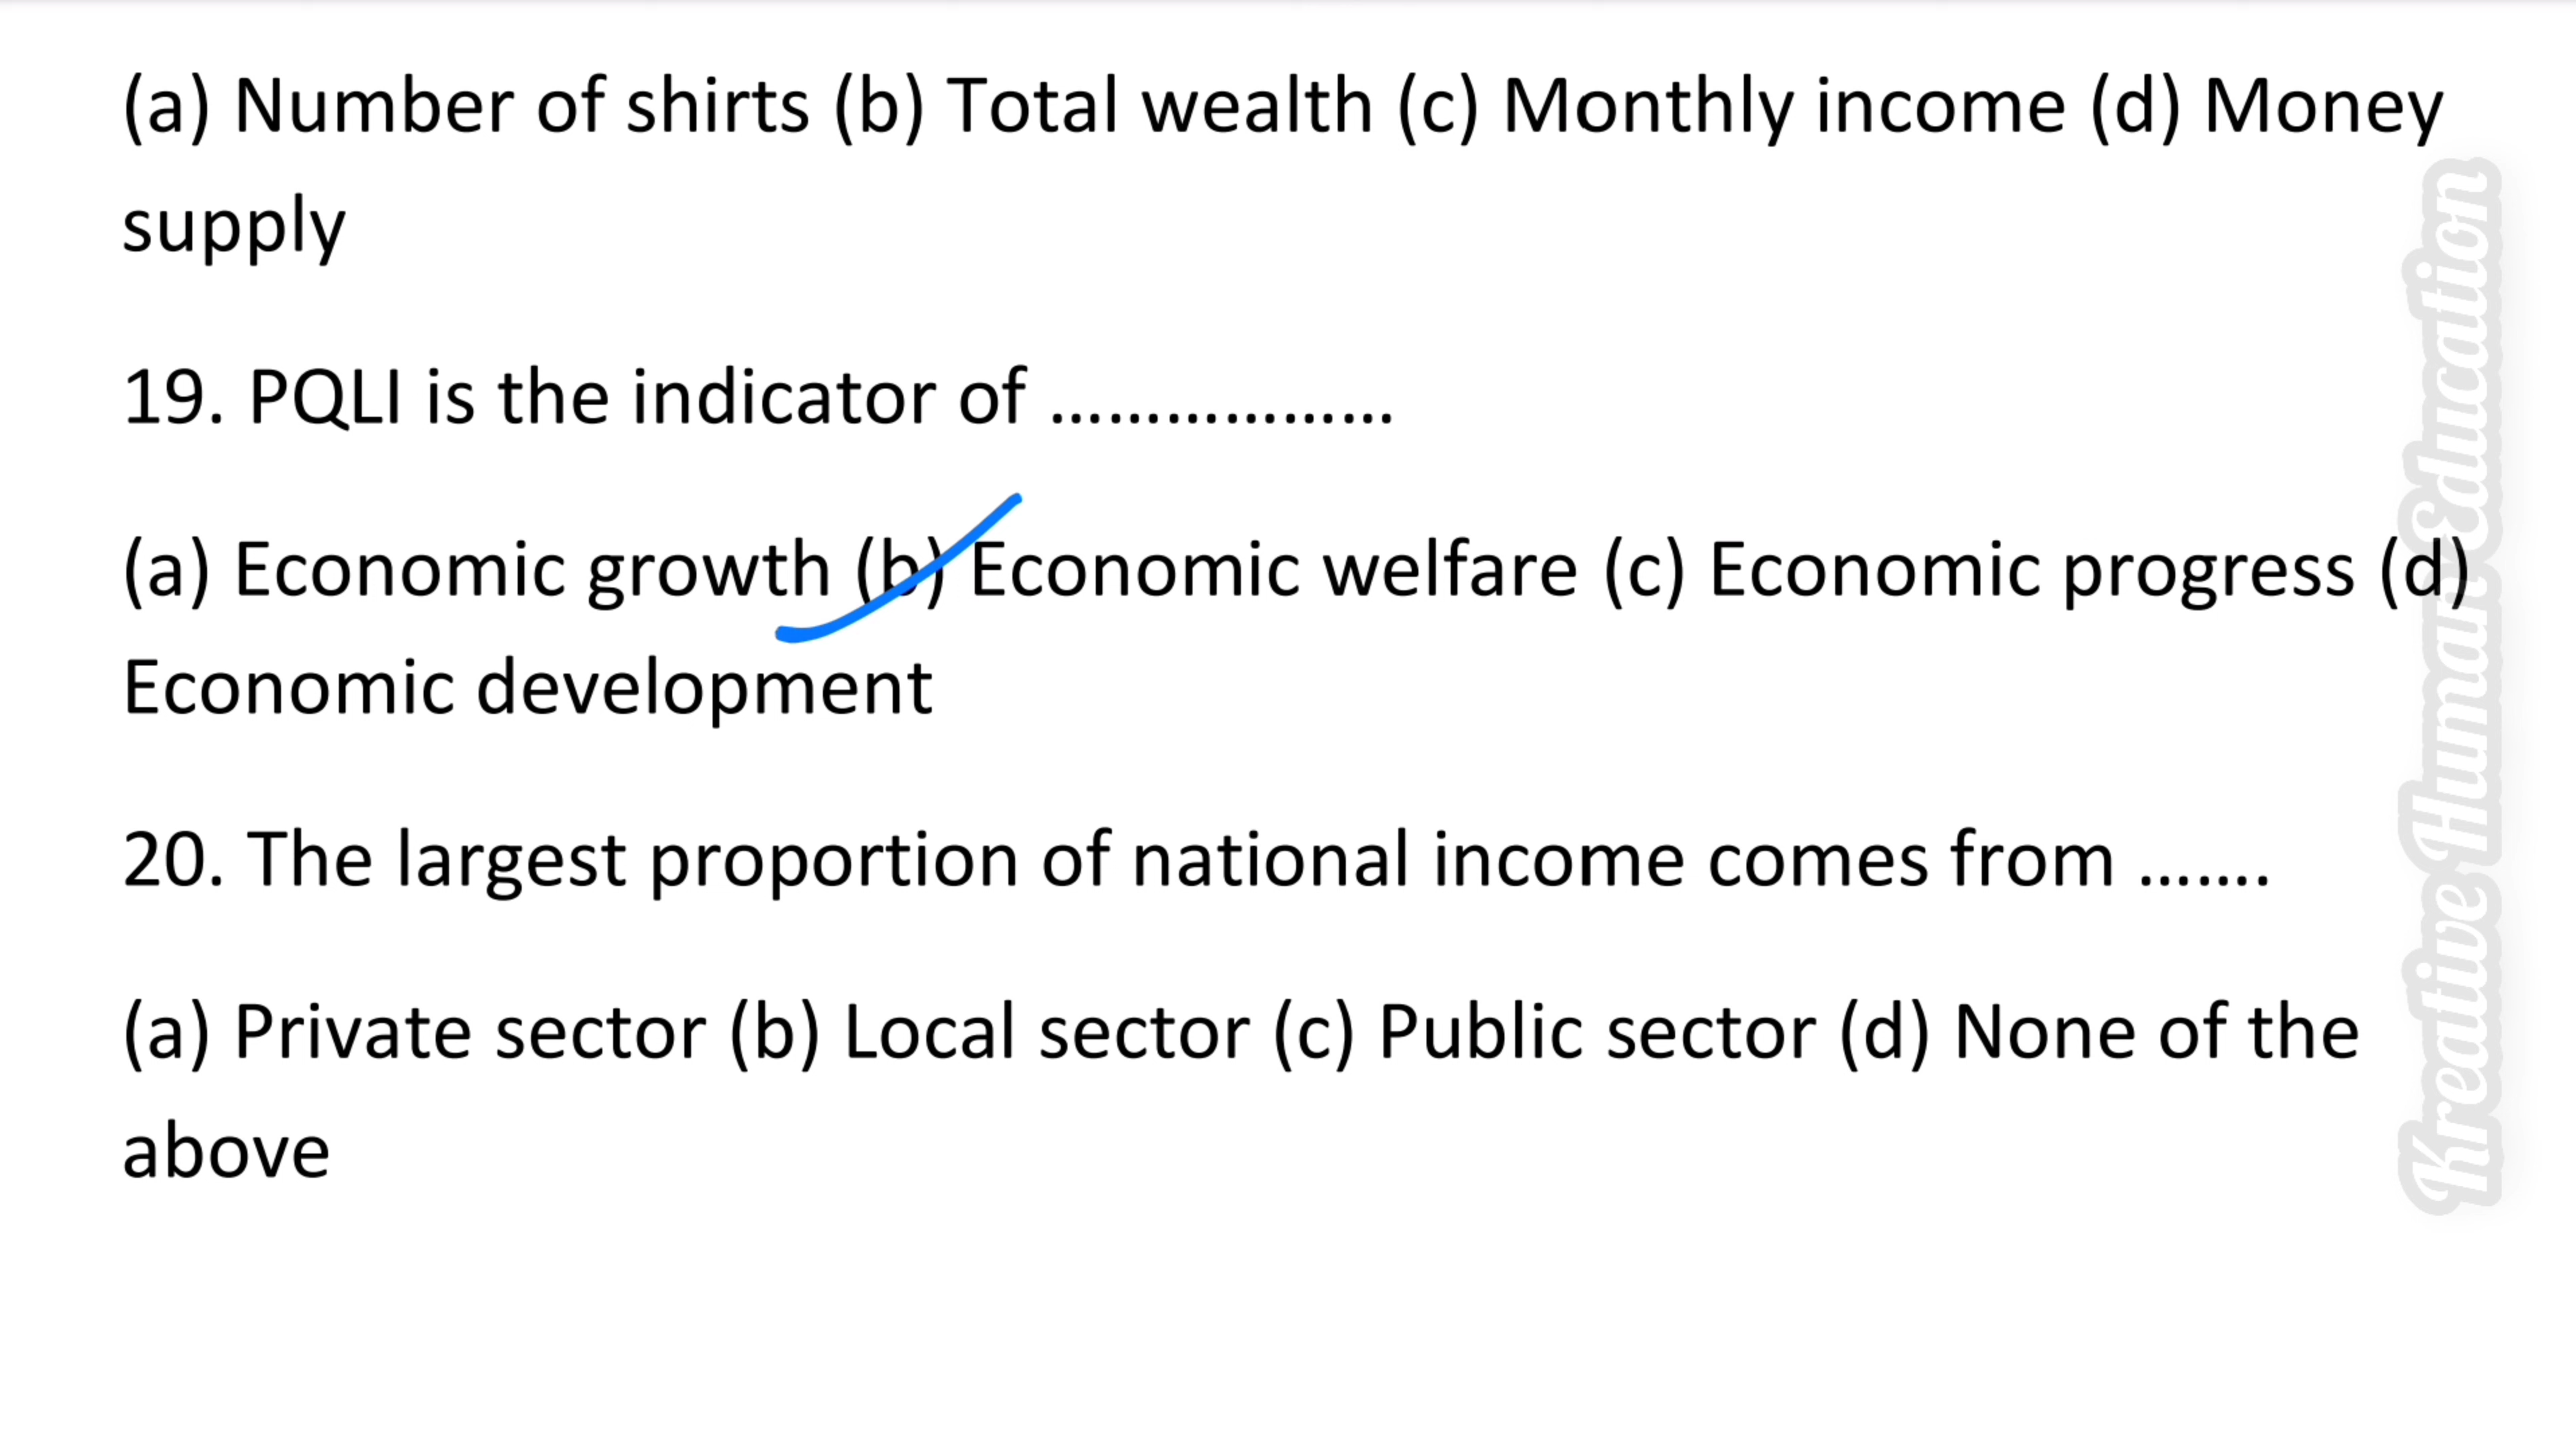 (a) Number of shirts (b) Total wealth (c) Monthly income (d) Money
supply
19. PQLI is the indicator of ..................
(a) Economic growth (b) Economic welfare (c) Economic progress (d)
Economic development
20. The largest proportion of national income comes from .......
(a) Private sector (b) Local sector (c) Public sector (d) None of the
above
Kreative Human Education